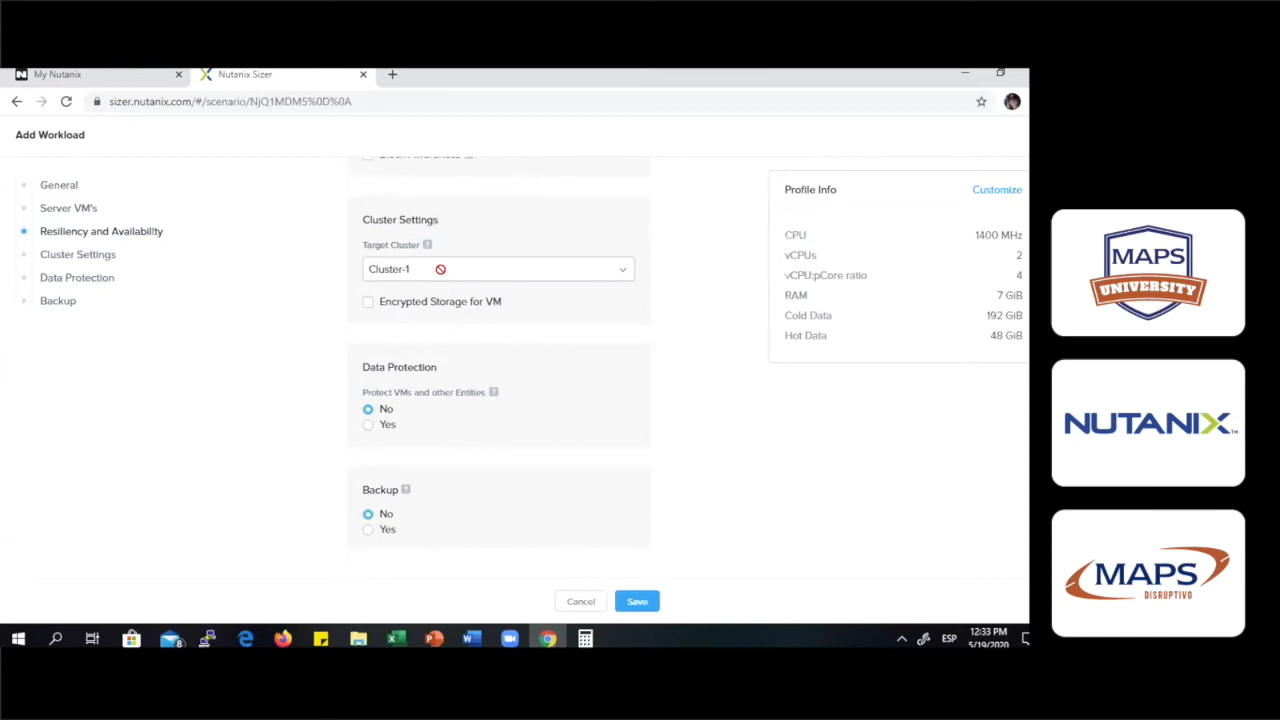 My Nutanix
Nutanix Sizer
sizer.nutanix.com/#/scenario/NjQ1MDM5%0D%0A
Add Workload
General
Server VM's
Resiliency and Availability
Cluster Settings
Data Protection
Backup
Cluster Settings
Target Cluster ?
Cluster-1
Encrypted Storage for VM
Data Protection
Protect VMs and other Entities ?
No
Yes
Backup ?
No
Yes
Cancel
Save
Profile Info
Customize
CPU 1400 MHz
vCPUs 2
vCPU:pCore ratio 4
RAM 7 GiB
Cold Data 192 GiB
Hot Data 48 GiB
MAPS
UNIVERSITY
NUTANIX™
MAPS
DISRUPTIVO
8
ESP
12:33 PM
5/19/2020